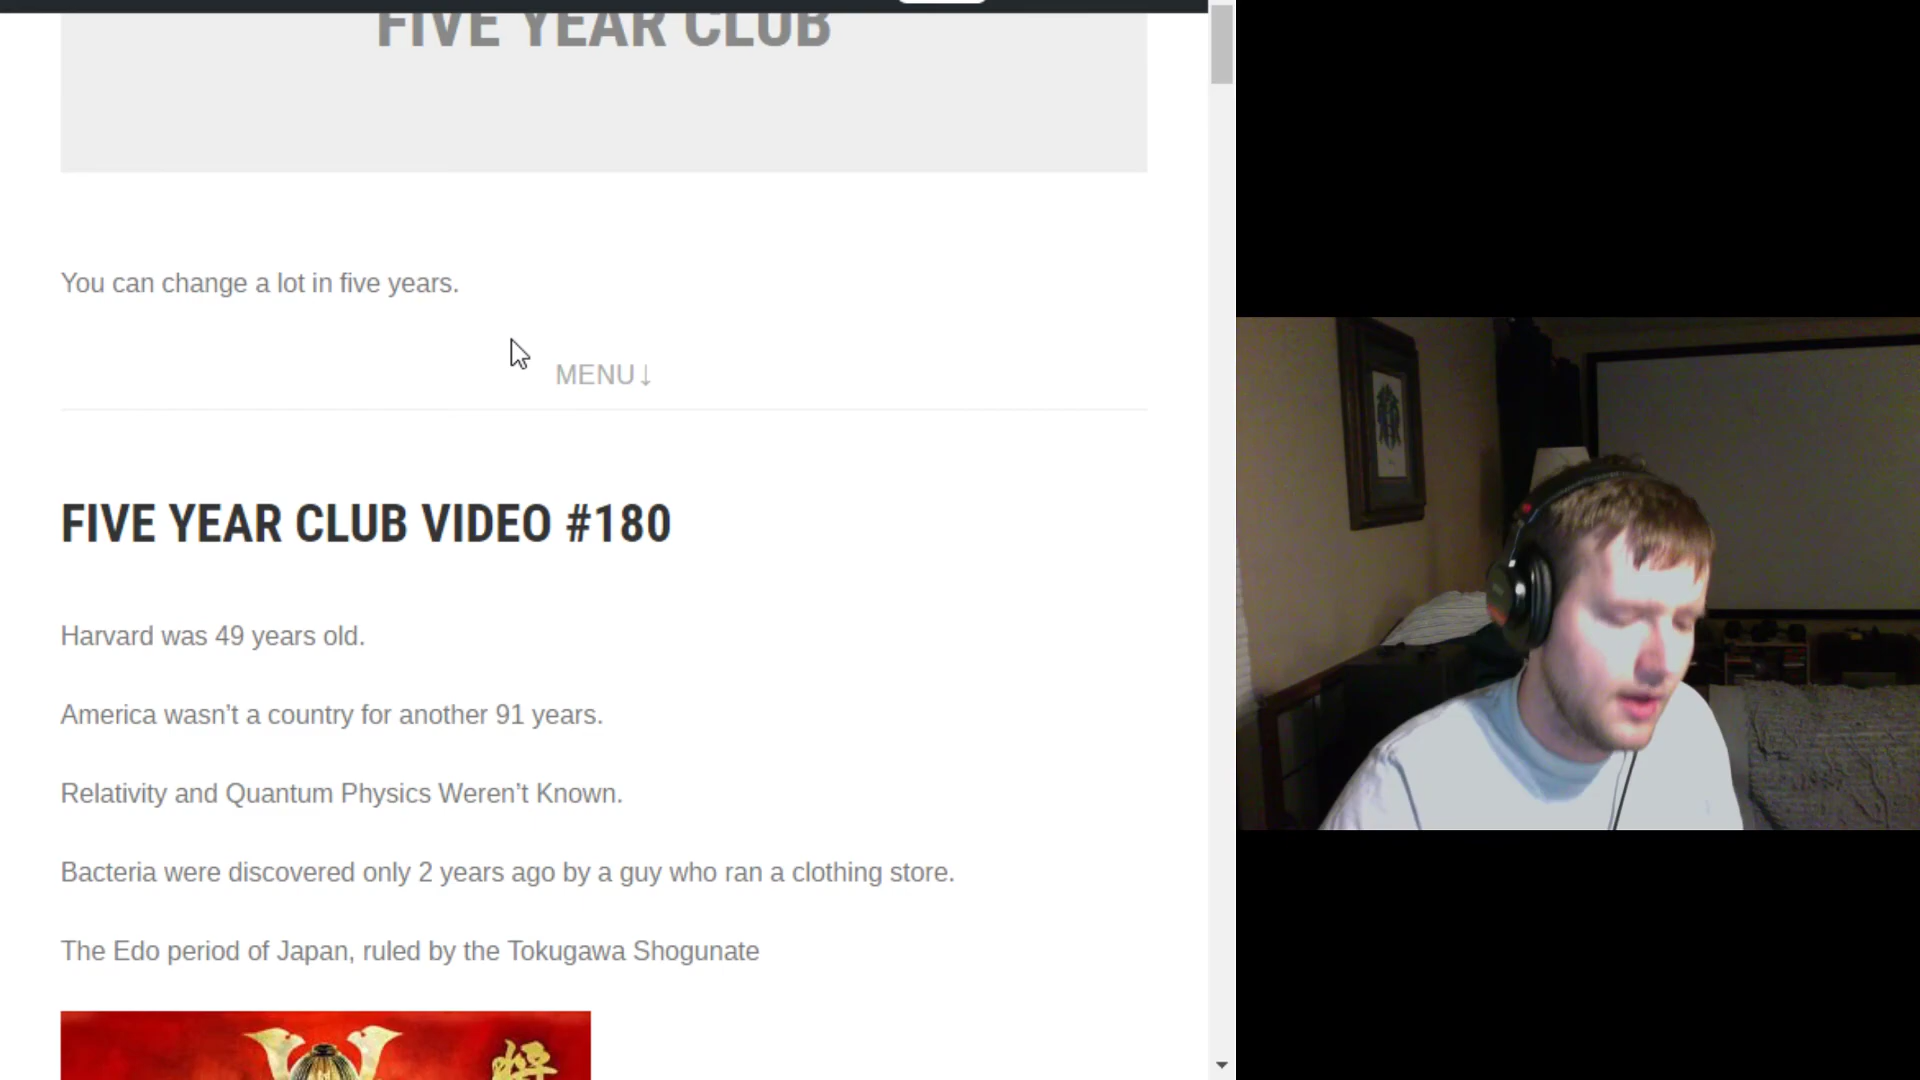 FIVE YEAR CLUB
You can change a lot in five years.
MENU↓
FIVE YEAR CLUB VIDEO #180
Harvard was 49 years old.
America wasn’t a country for another 91 years.
Relativity and Quantum Physics Weren’t Known.
Bacteria were discovered only 2 years ago by a guy who ran a clothing store.
The Edo period of Japan, ruled by the Tokugawa Shogunate
将